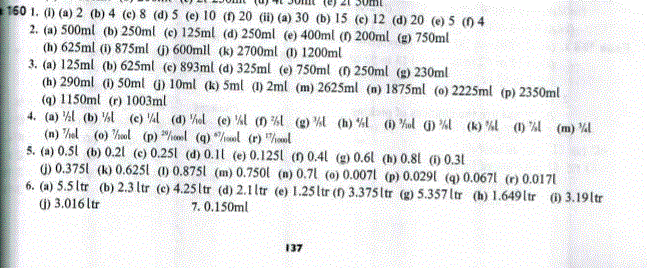 160 1. (i) (a) 2 (b) 4 (c) 8 (d) 5 (e) 10 (f) 20 (ii) (a) 30 (b) 15 (c) 12 (d) 20 (e) 5 (f) 4
2. (a) 500ml (b) 250ml (c) 125ml (d) 250ml (e) 400ml (f) 200ml (g) 750ml
(h) 625ml (i) 875ml (j) 600mll (k) 2700ml (l) 1200ml
3. (a) 125ml (b) 625ml (c) 893ml (d) 325ml (e) 750ml (f) 250ml (g) 230ml
(h) 290ml (i) 50ml (j) 10ml (k) 5ml (l) 2ml (m) 2625ml (n) 1875ml (o) 2225ml (p) 2350ml
(q) 1150ml (r) 1003ml
4. (a) (b) (c) (d) (e) (f) (g) (h) (i) (j) (k) (l) (m)
(n) (o) (p) (q) (r)
5. (a) 0.5l (b) 0.2l (c) 0.25l (d) 0.1l (e) 0.125l (f) 0.4l (g) 0.6l (h) 0.8l (i) 0.3l
(j) 0.375l (k) 0.625l (l) 0.875l (m) 0.750l (n) 0.7l (o) 0.007l (p) 0.029l (q) 0.067l (r) 0.017l
6. (a) 5.5 ltr (b) 2.3 ltr (c) 4.25 ltr (d) 2.1 ltr (e) 1.25 ltr (f) 3.375 ltr (g) 5.357 ltr (h) 1.649 ltr (i) 3.19 ltr
(j) 3.016 ltr 7. 0.150ml
137